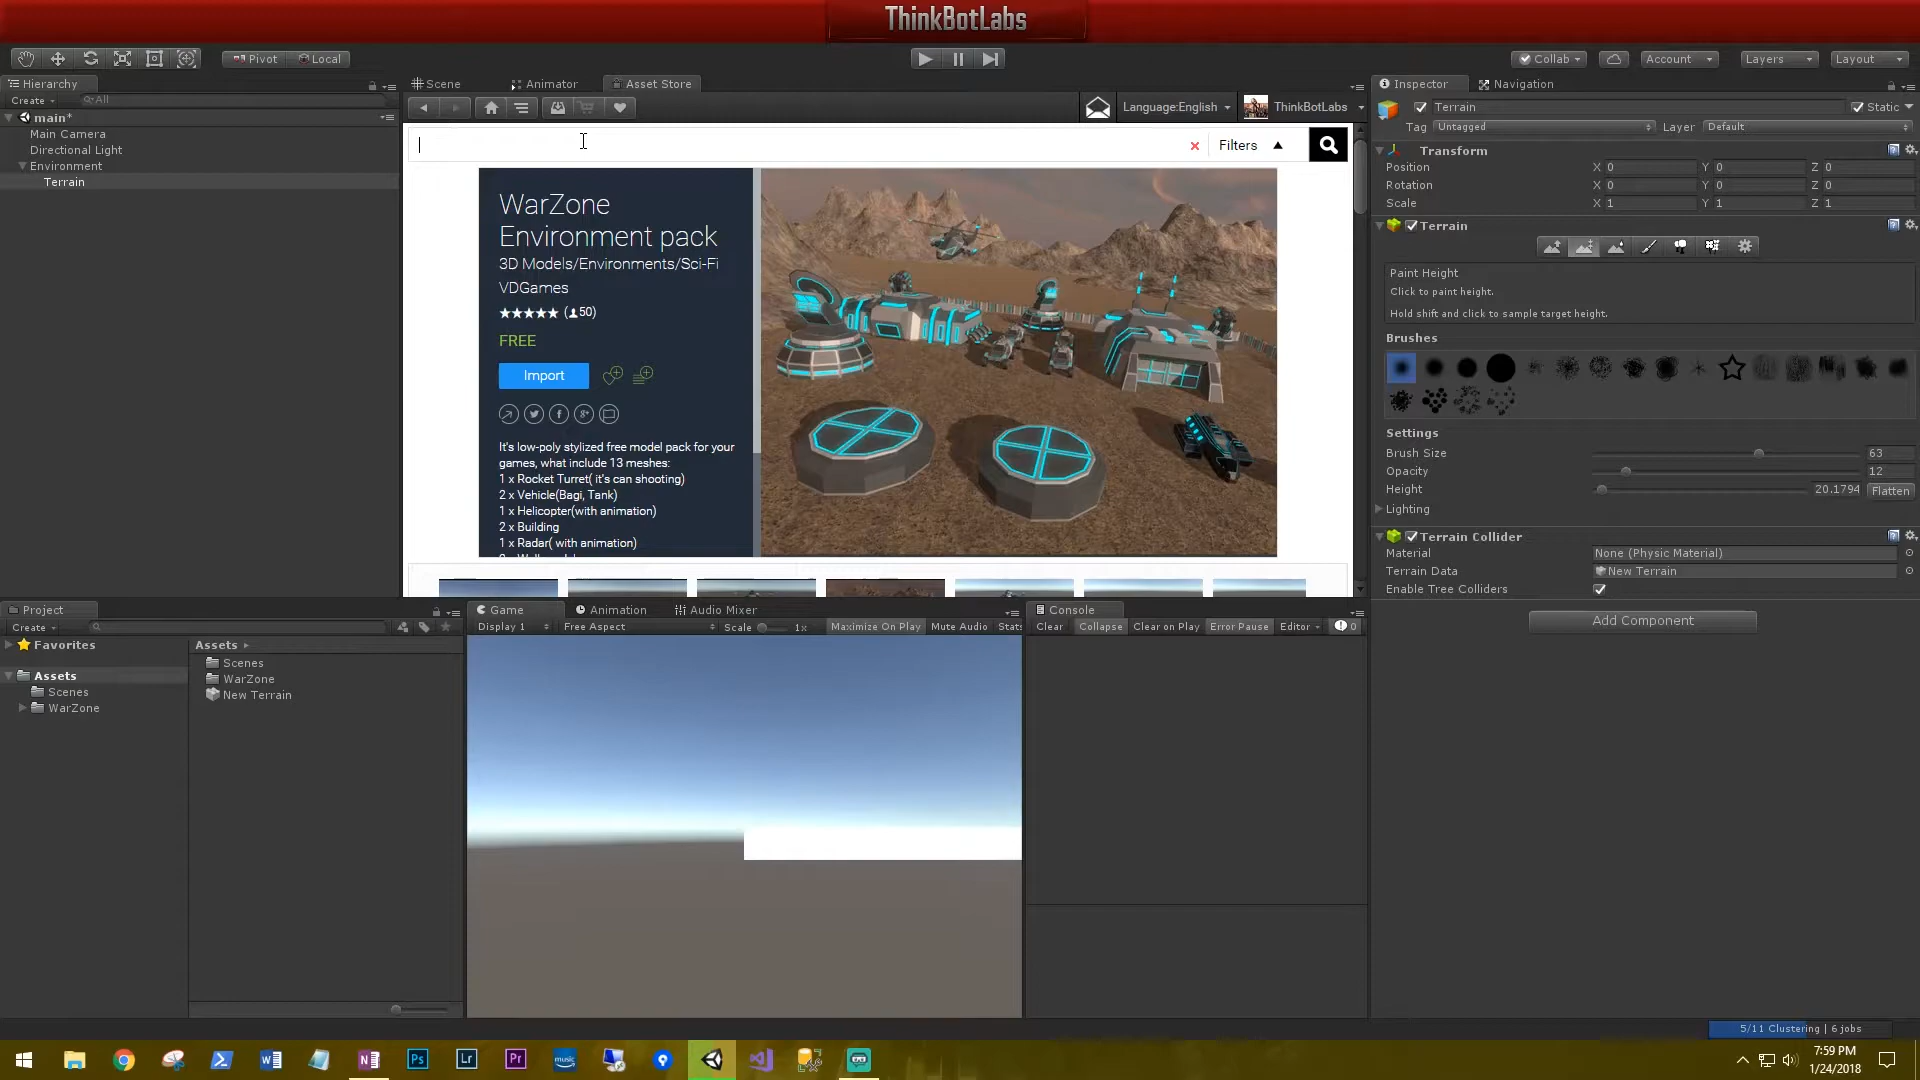 ThinkBotLabs
Pivot Local
Collab Account Layers Layout
Hierarchy
Create All
main*
Main Camera
Directional Light
Environment
Terrain
Scene Animator Asset Store
Language:English ThinkBotLabs
Filters
WarZone
Environment pack
3D Models/Environments/Sci-Fi
VDGames
(50)
FREE
Import
It's low-poly stylized free model pack for your
games, what include 13 meshes:
1 x Rocket Turret( it's can shooting)
2 x Vehicle(Bagi, Tank)
1 x Helicopter(with animation)
2 x Building
1 x Radar( with animation)
Inspector Navigation
Terrain Static
Tag Untagged Layer Default
Transform
Position X 0 Y 0 Z 0
Rotation X 0 Y 0 Z 0
Scale X 1 Y 1 Z 1
Terrain
Paint Height
Click to paint height.
Hold shift and click to sample target height.
Brushes
Settings
Brush Size 63
Opacity 12
Height 20.1794 Flatten
Lighting
Terrain Collider
Material None (Physic Material)
Terrain Data New Terrain
Enable Tree Colliders
Add Component
Project
Create
Favorites
Assets
Scenes
WarZone
Assets
Scenes
WarZone
New Terrain
Game Animation Audio Mixer
Display 1 Free Aspect Scale 1x Maximize On Play Mute Audio Stats
Console
Clear Collapse Clear on Play Error Pause Editor 0
5/11 Clustering | 6 jobs
Ps Lr Pr music
7:59 PM
1/24/2018